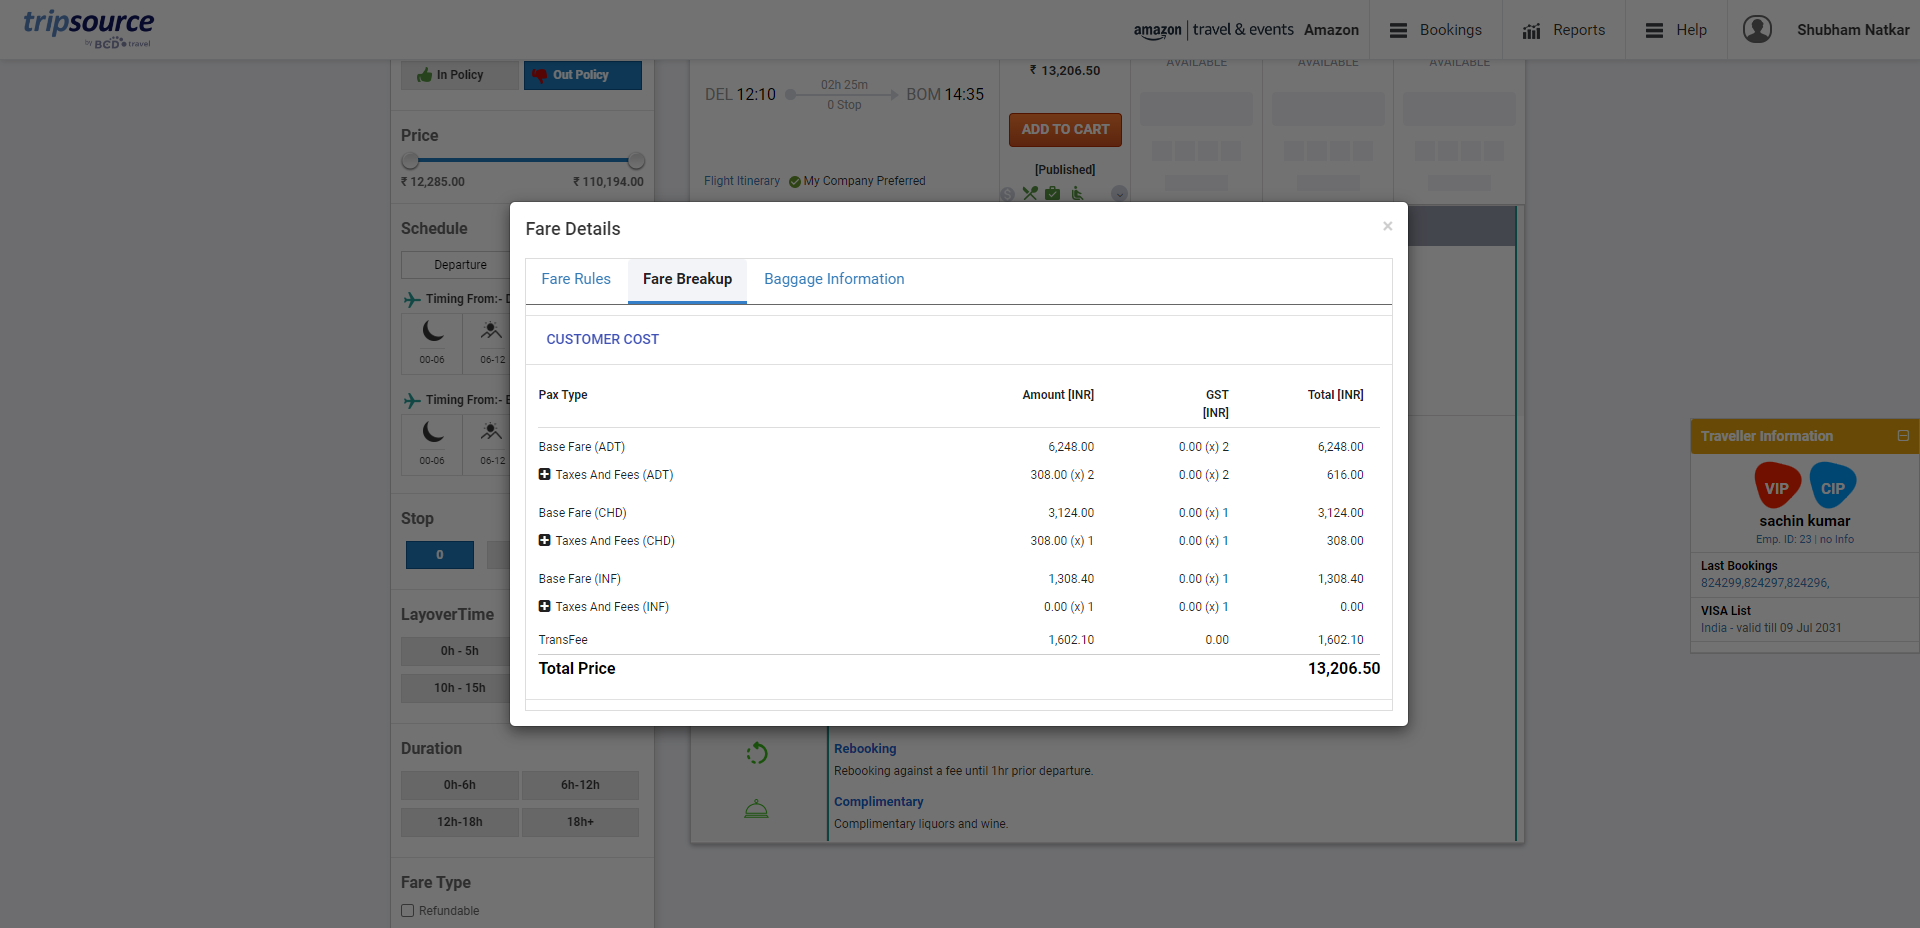 tripsource
by BCD travel
amazon | travel & events Amazon
Bookings
Reports
Help
Shubham Natkar
In Policy
Out Policy
Price
₹ 12,285.00 ₹ 110,194.00
Schedule
Departure
Timing From:- D
00-06 06-12
Timing From:- B
00-06 06-12
Stop
0
LayoverTime
0h - 5h
10h - 15h
Duration
0h-6h 6h-12h
12h-18h 18h+
Fare Type
Refundable
DEL 12:10 02h 25m BOM 14:35
0 Stop
₹ 13,206.50
ADD TO CART
[Published]
AVAILABLE AVAILABLE AVAILABLE
Flight Itinerary My Company Preferred
Fare Details ×
Fare Rules Fare Breakup Baggage Information
CUSTOMER COST
Pax Type Amount [INR] GST [INR] Total [INR]
Base Fare (ADT) 6,248.00 0.00 (x) 2 6,248.00
Taxes And Fees (ADT) 308.00 (x) 2 0.00 (x) 2 616.00
Base Fare (CHD) 3,124.00 0.00 (x) 1 3,124.00
Taxes And Fees (CHD) 308.00 (x) 1 0.00 (x) 1 308.00
Base Fare (INF) 1,308.40 0.00 (x) 1 1,308.40
Taxes And Fees (INF) 0.00 (x) 1 0.00 (x) 1 0.00
TransFee 1,602.10 0.00 1,602.10
Total Price 13,206.50
Rebooking
Rebooking against a fee until 1hr prior departure.
Complimentary
Complimentary liquors and wine.
Traveller Information
VIP CIP
sachin kumar
Emp. ID: 23 | no Info
Last Bookings
824299,824297,824296,
VISA List
India - valid till 09 Jul 2031